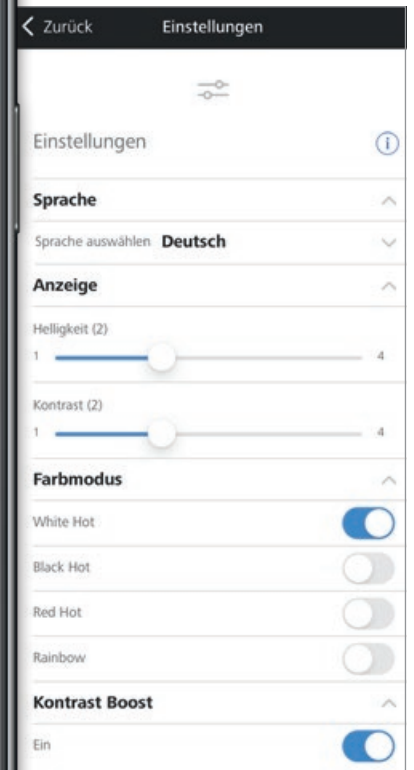 Zurück Einstellungen
Einstellungen
Sprache
Sprache auswählen Deutsch
Anzeige
Helligkeit (2)
1 4
Kontrast (2)
1 4
Farbmodus
White Hot
Black Hot
Red Hot
Rainbow
Kontrast Boost
Ein